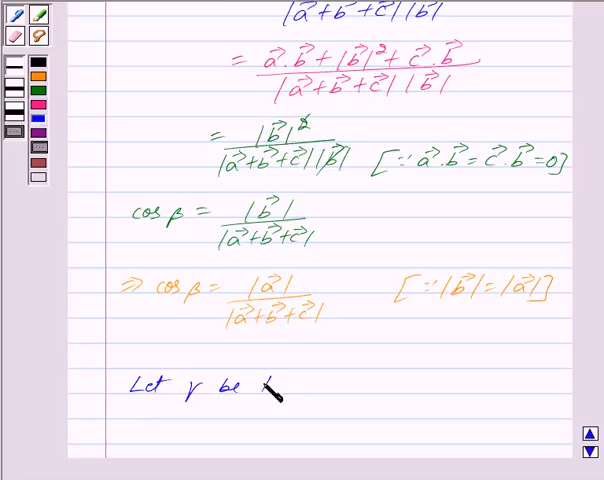 |a⃗+b⃗+c⃗||b⃗|
= a⃗.b⃗+|b⃗|²+c⃗.b⃗ / |a⃗+b⃗+c⃗||b⃗|
= |b⃗|² / |a⃗+b⃗+c⃗||b⃗| [∵ a⃗.b⃗=c⃗.b⃗=0]
cos β = |b⃗| / |a⃗+b⃗+c⃗|
⇒ cos β = |a⃗| / |a⃗+b⃗+c⃗| [∵|b⃗|=|a⃗|]
Let γ be